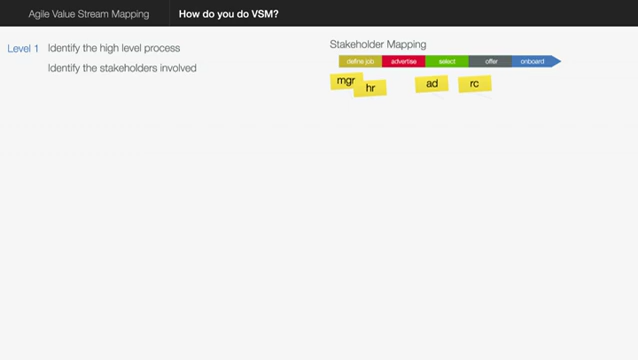 Agile Value Stream Mapping
How do you do VSM?
Level 1
Identify the high level process
Identify the stakeholders involved
Stakeholder Mapping
define job
advertise
select
offer
onboard
mgr
hr
ad
rc